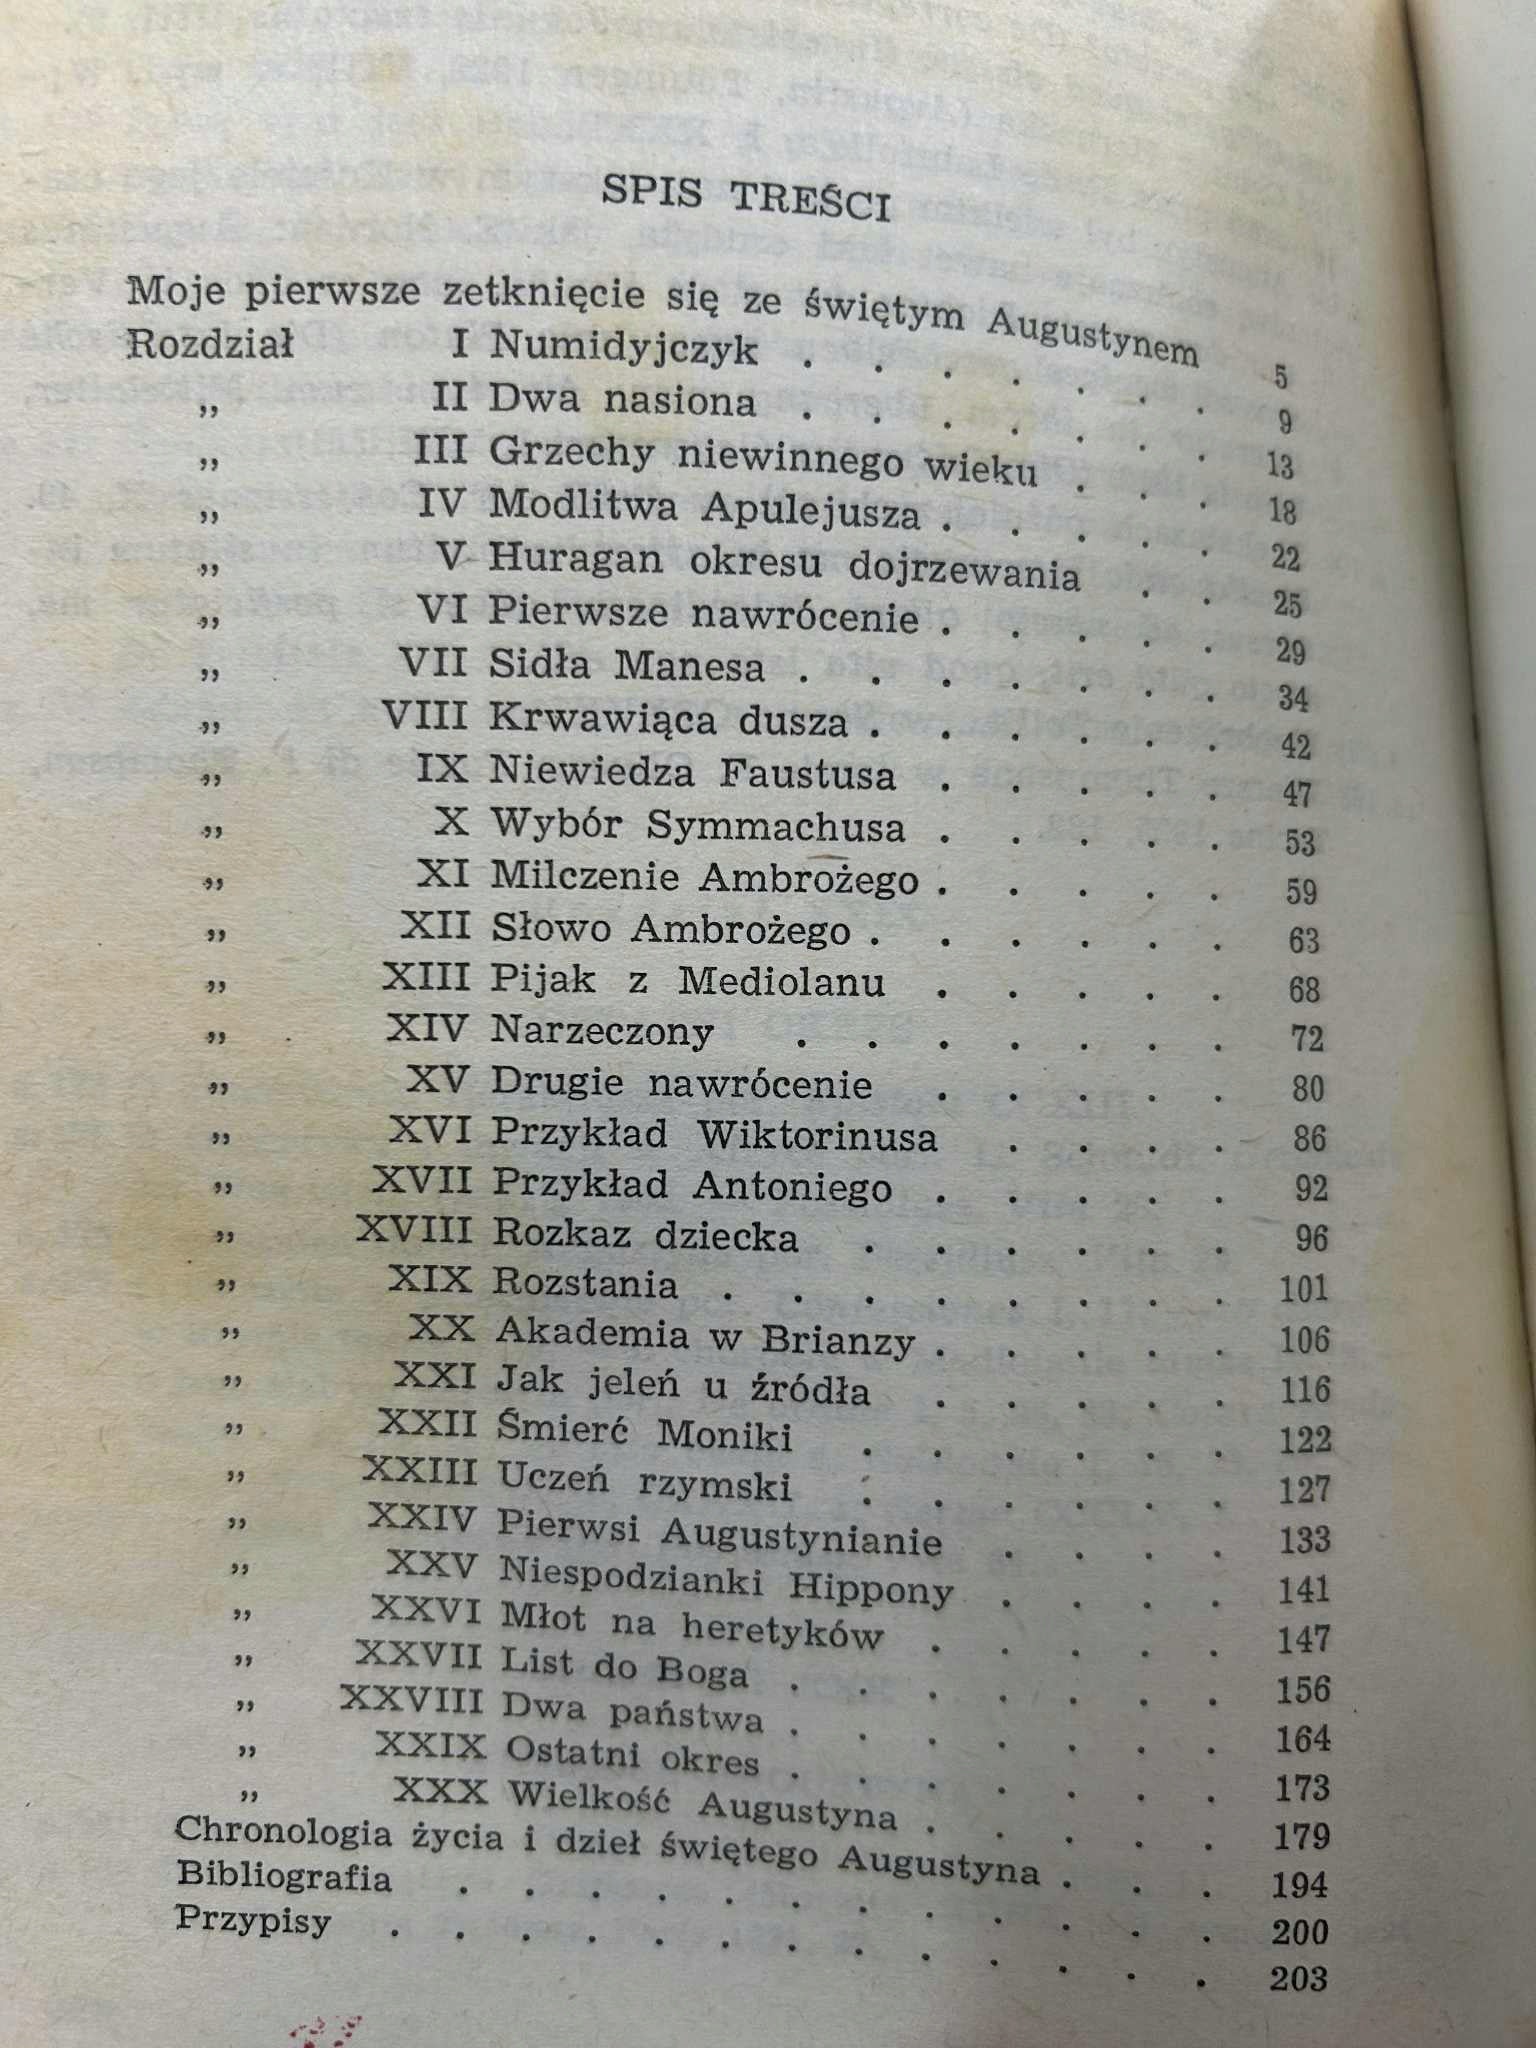 SPIS TREŚCI
Moje pierwsze zetknięcie się ze świętym Augustynem 5
Rozdział I Numidyjczyk . . . . . . . 9
„ II Dwa nasiona . . . . . . . 13
„ III Grzechy niewinnego wieku . . . 18
„ IV Modlitwa Apulejusza . . . . . 22
„ V Huragan okresu dojrzewania . . 25
„ VI Pierwsze nawrócenie . . . . . 29
„ VII Sidła Manesa . . . . . . . 34
„ VIII Krwawiąca dusza . . . . . . 42
„ IX Niewiedza Faustusa . . . . . 47
„ X Wybór Symmachusa . . . . . 53
„ XI Milczenie Ambrożego . . . . . 59
„ XII Słowo Ambrożego . . . . . . 63
„ XIII Pijak z Mediolanu . . . . . 68
„ XIV Narzeczony . . . . . . . 72
„ XV Drugie nawrócenie . . . . . 80
„ XVI Przykład Wiktorinusa . . . . 86
„ XVII Przykład Antoniego . . . . . 92
„ XVIII Rozkaz dziecka . . . . . . 96
„ XIX Rozstania . . . . . . . . 101
„ XX Akademia w Brianzy . . . . . 106
„ XXI Jak jeleń u źródła . . . . . 116
„ XXII Śmierć Moniki . . . . . . 122
„ XXIII Uczeń rzymski . . . . . . 127
„ XXIV Pierwsi Augustynianie . . . . 133
„ XXV Niespodzianki Hippony . . . . 141
„ XXVI Młot na heretyków . . . . . 147
„ XXVII List do Boga . . . . . . . 156
„ XXVIII Dwa państwa . . . . . . . 164
„ XXIX Ostatni okres . . . . . . . 173
„ XXX Wielkość Augustyna . . . . . 179
Chronologia życia i dzieł świętego Augustyna . . . 194
Bibliografia . . . . . . . . . . . . 200
Przypisy . . . . . . . . . . . . . 203